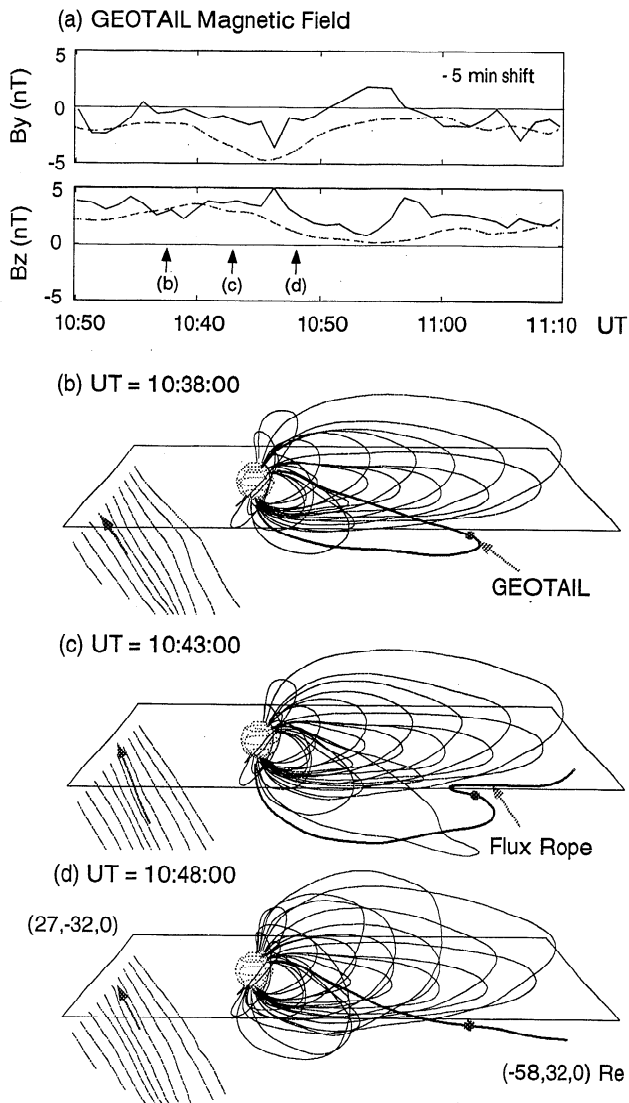 (a) GEOTAIL Magnetic Field
5
- 5 min shift
By (nT)
0
-5
5
Bz (nT)
0
(b)
(c)
(d)
-5
10:50
10:40
10:50
11:00
11:10
UT
(b) UT = 10:38:00
GEOTAIL
(c) UT = 10:43:00
Flux Rope
(d) UT = 10:48:00
(27,-32,0)
(-58,32,0) Re